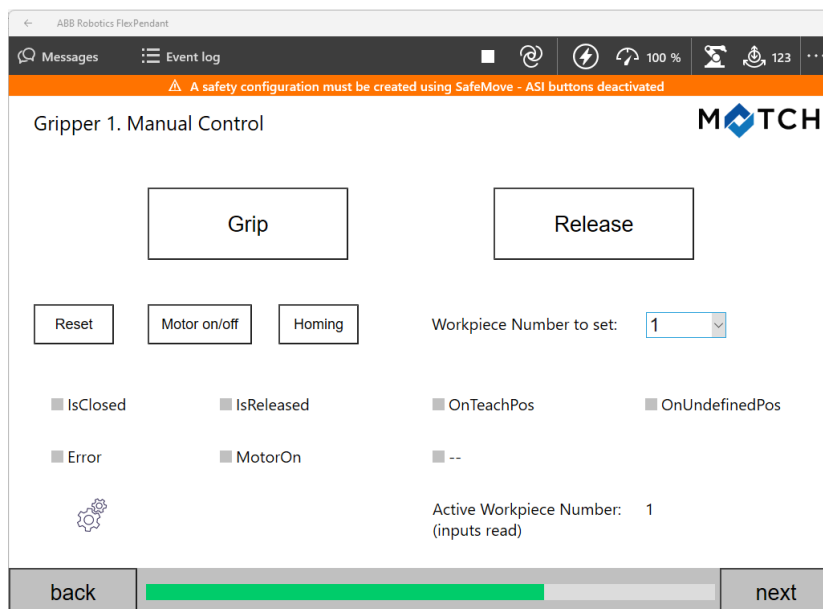 ABB Robotics FlexPendant
Messages Event log 100 % 123
A safety configuration must be created using SafeMove - ASI buttons deactivated
Gripper 1. Manual Control MATCH
Grip Release
Reset Motor on/off Homing Workpiece Number to set: 1
IsClosed IsReleased OnTeachPos OnUndefinedPos
Error MotorOn --
Active Workpiece Number: 1
(inputs read)
back next